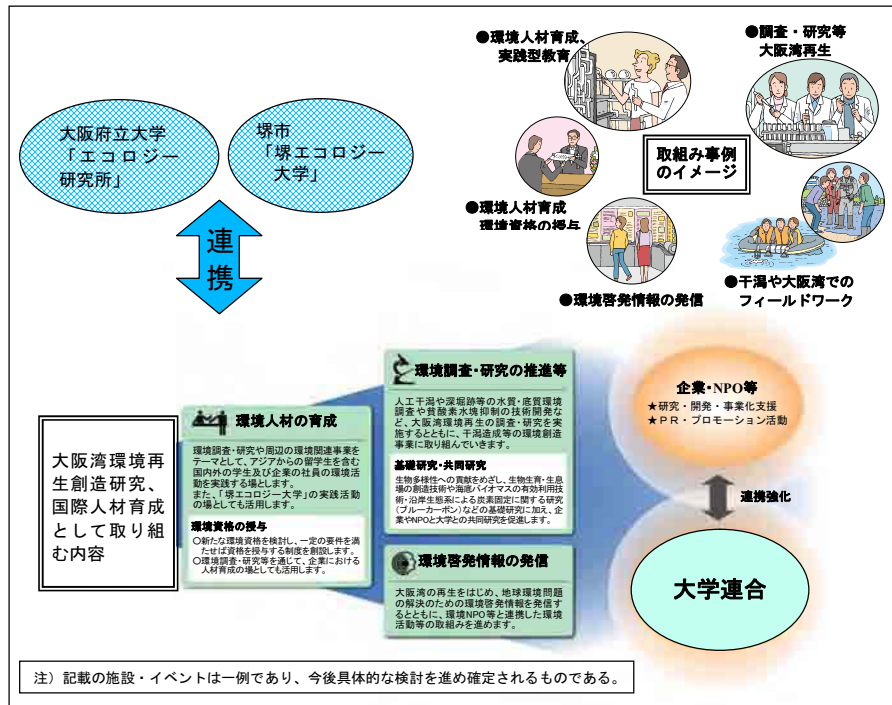 ●環境人材育成、
実践型教育
●調査・研究等
大阪湾再生
大阪府立大学
「エコロジー
研究所」
堺市
「堺エコロジー
大学」
取組み事例
のイメージ
●環境人材育成
環境資格の授与
連携
●環境啓発情報の発信
●干潟や大阪湾での
フィールドワーク
大阪湾環境再
生創造研究、
国際人材育成
として取り組
む内容
環境人材の育成
環境調査・研究や周辺の環境関連事業を
テーマとして、アジアからの留学生を含む
国内外の学生及び企業の社員の環境活
動を実践する場とします。
また、「堺エコロジー大学」の実践活動
の場としても活用します。
環境資格の授与
○新たな環境資格を検討し、一定の要件を満
たせば資格を授与する制度を創設します。
○環境調査・研究等を通じて、企業における
人材育成の場としても活用します。
環境調査・研究の推進等
人工干潟や深堀跡等の水質・底質環境
調査や貧酸素水塊抑制の技術開発な
ど、大阪湾環境再生の調査・研究を実
施するとともに、干潟造成等の環境創造
事業に取り組んでいきます。
基礎研究・共同研究
生物多様性への貢献をめざし、生物生育・生息
場の創造技術や海底バイオマスの有効利用技
術・沿岸生態系による炭素固定に関する研究
(ブルーカーボン)などの基礎研究に加え、企
業やNPOと大学との共同研究を促進します。
環境啓発情報の発信
大阪湾の再生をはじめ、地球環境問題
の解決のための環境啓発情報を発信す
るとともに、環境NPO等と連携した環境
活動等の取組みを進めます。
企業・NPO等
★研究・開発・事業化支援
★PR・プロモーション活動
連携強化
大学連合
注）記載の施設・イベントは一例であり、今後具体的な検討を進め確定されるものである。